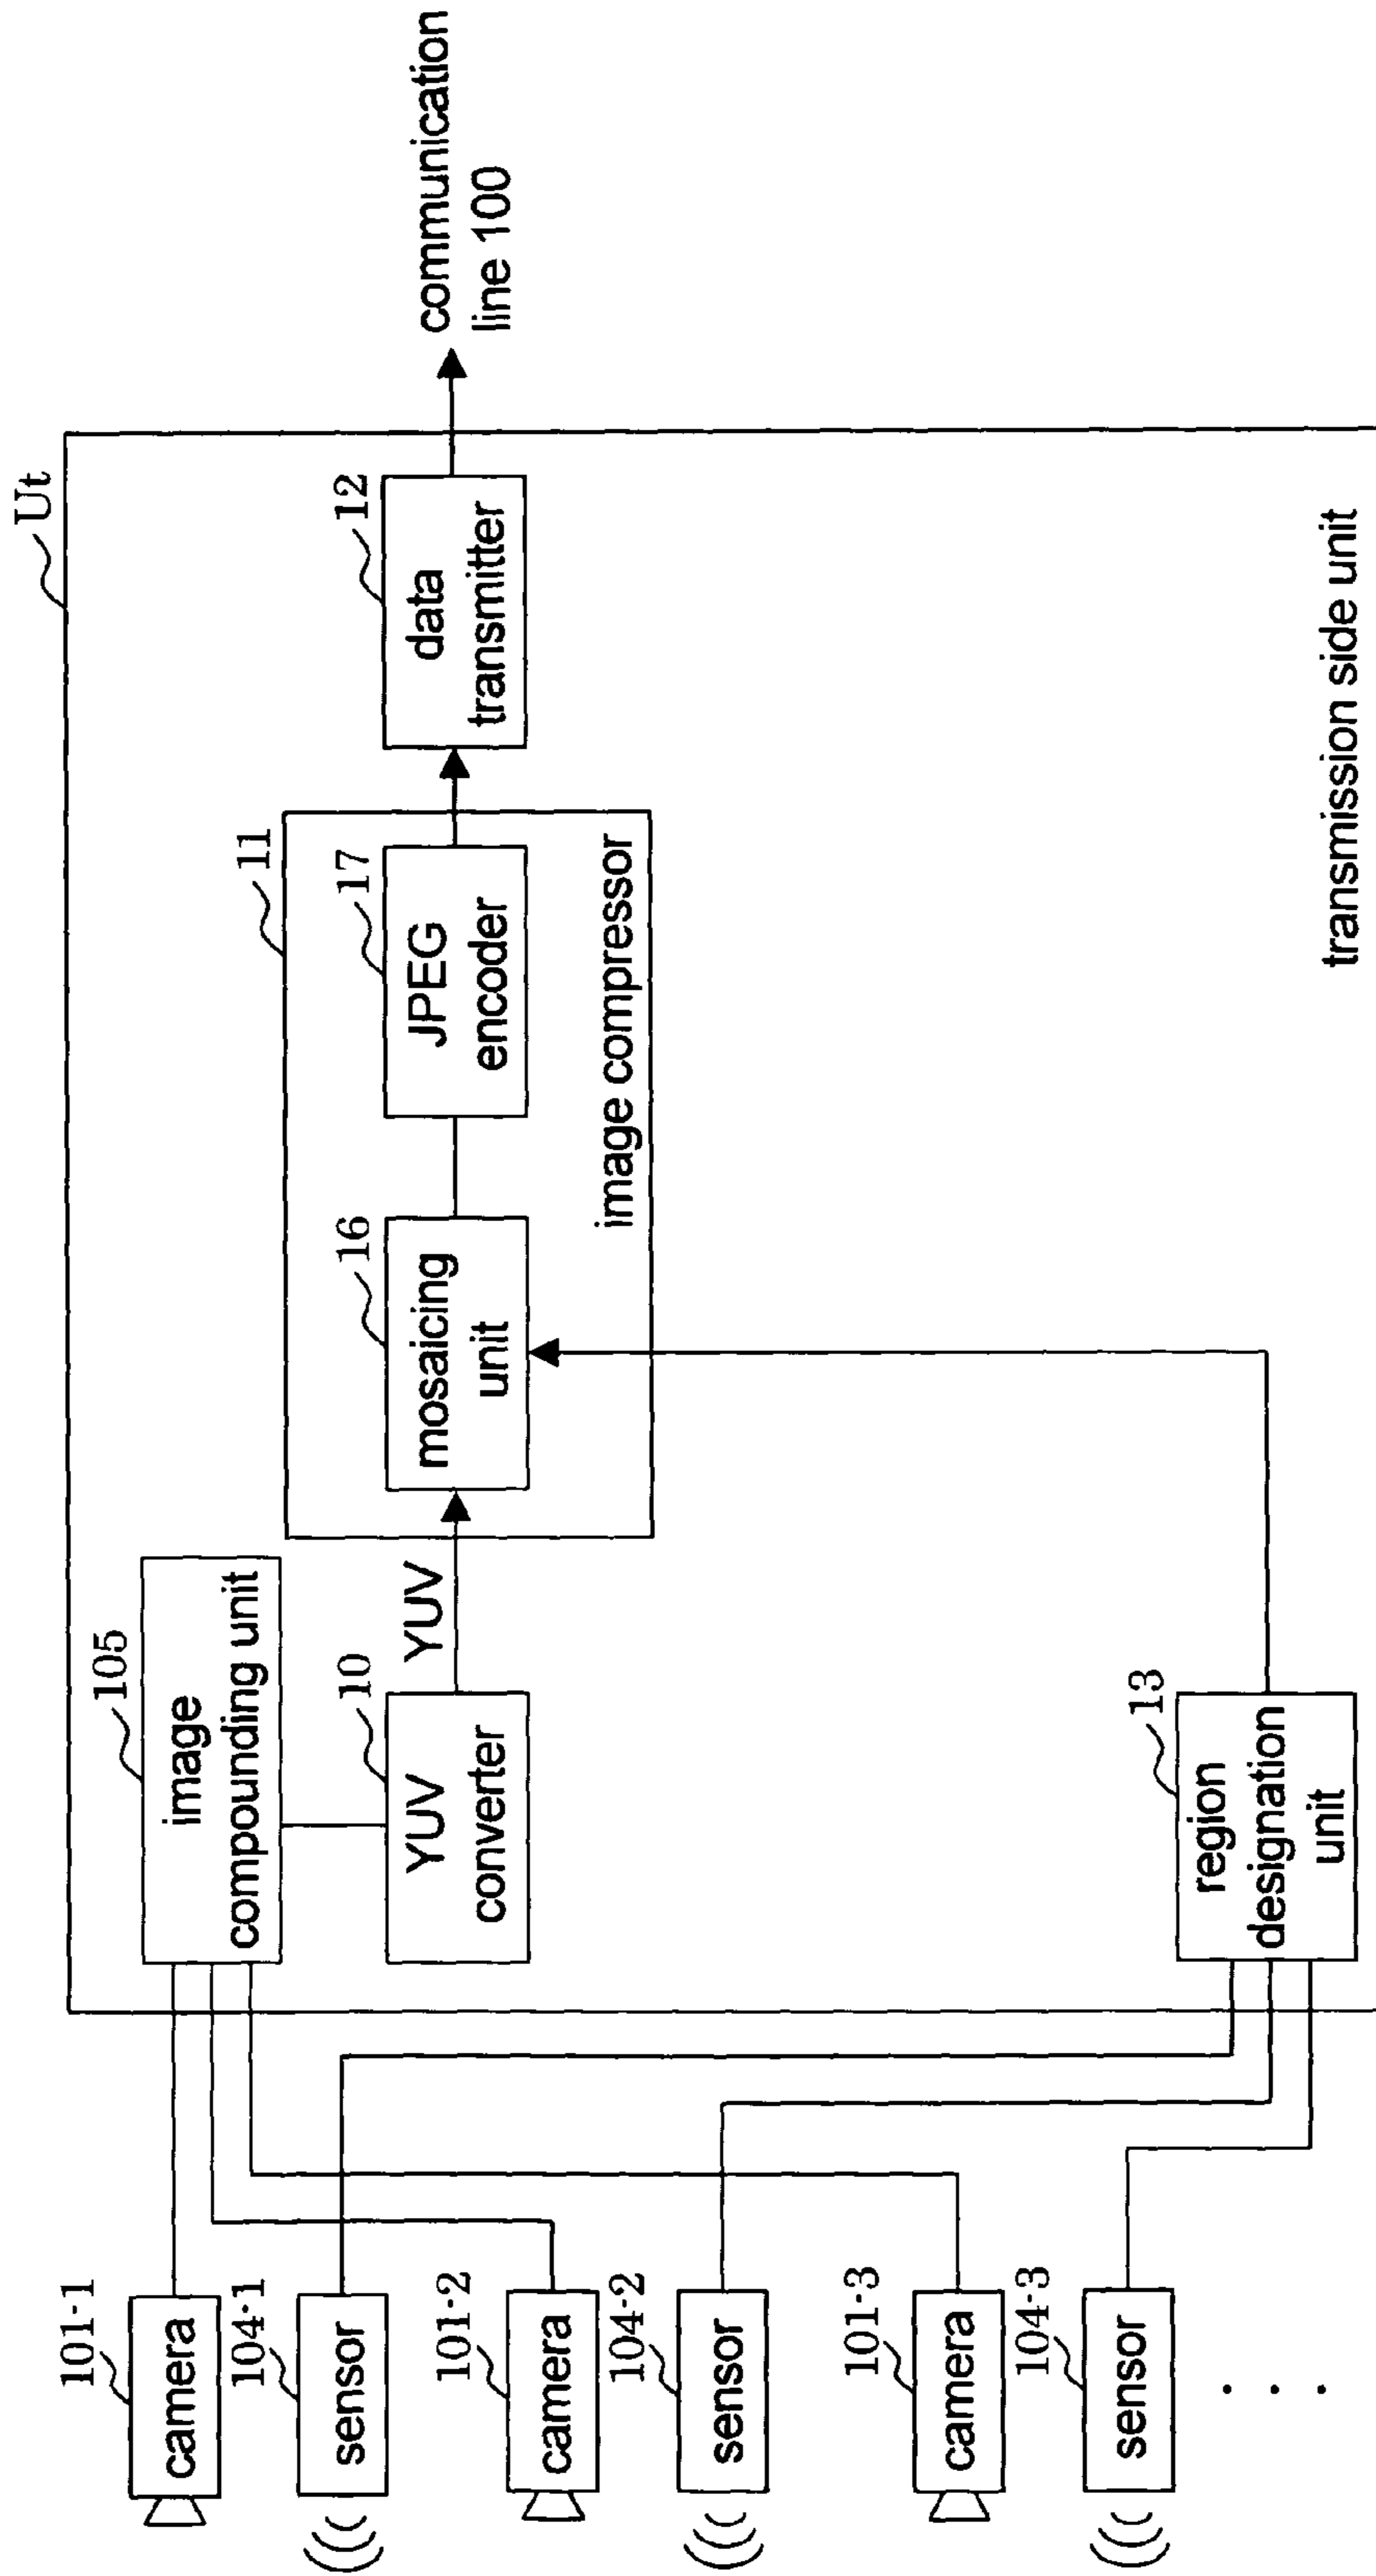 Ut
101-1
camera
104-1
sensor
101-2
camera
104-2
sensor
101-3
camera
104-3
sensor
. . .
105
image
compounding unit
10
YUV
converter
YUV
11
16
mosaicing
unit
17
JPEG
encoder
image compressor
12
data
transmitter
communication
line 100
13
region
designation
unit
transmission side unit